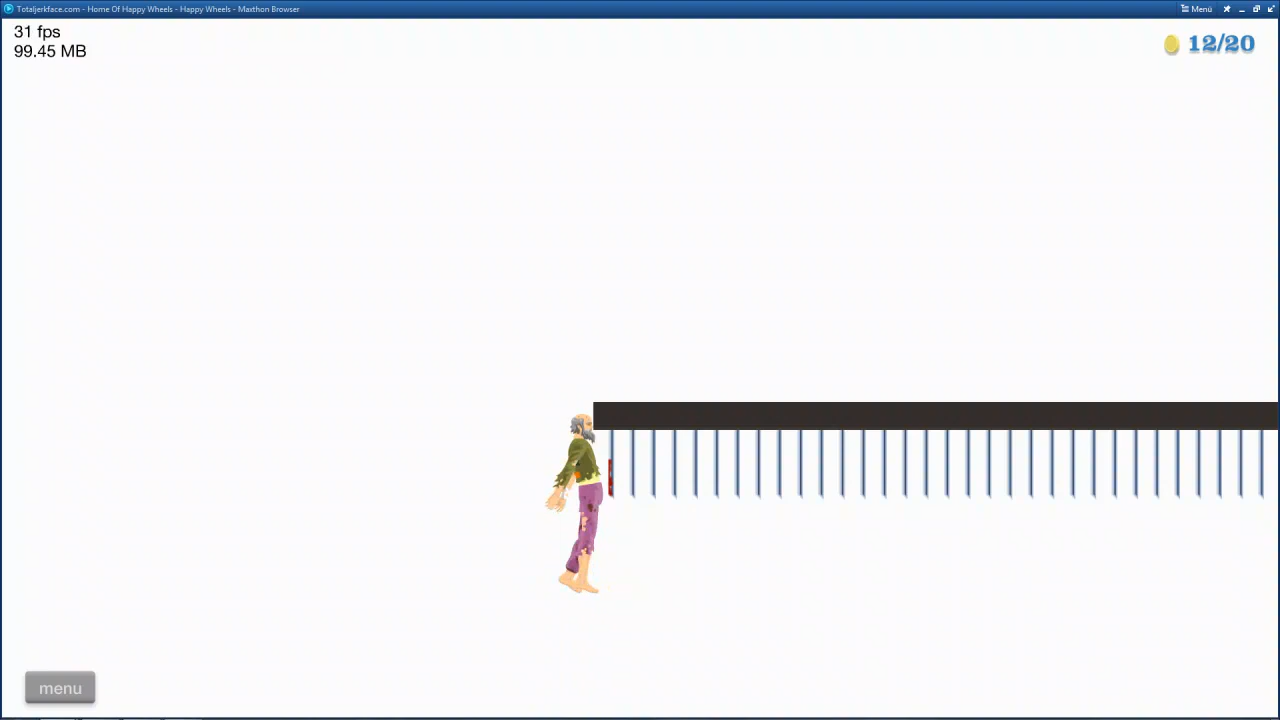 Totaljerkface.com - Home Of Happy Wheels - Happy Wheels - Maxthon Browser
Menü
31 fps
99.45 MB
12/20
menu